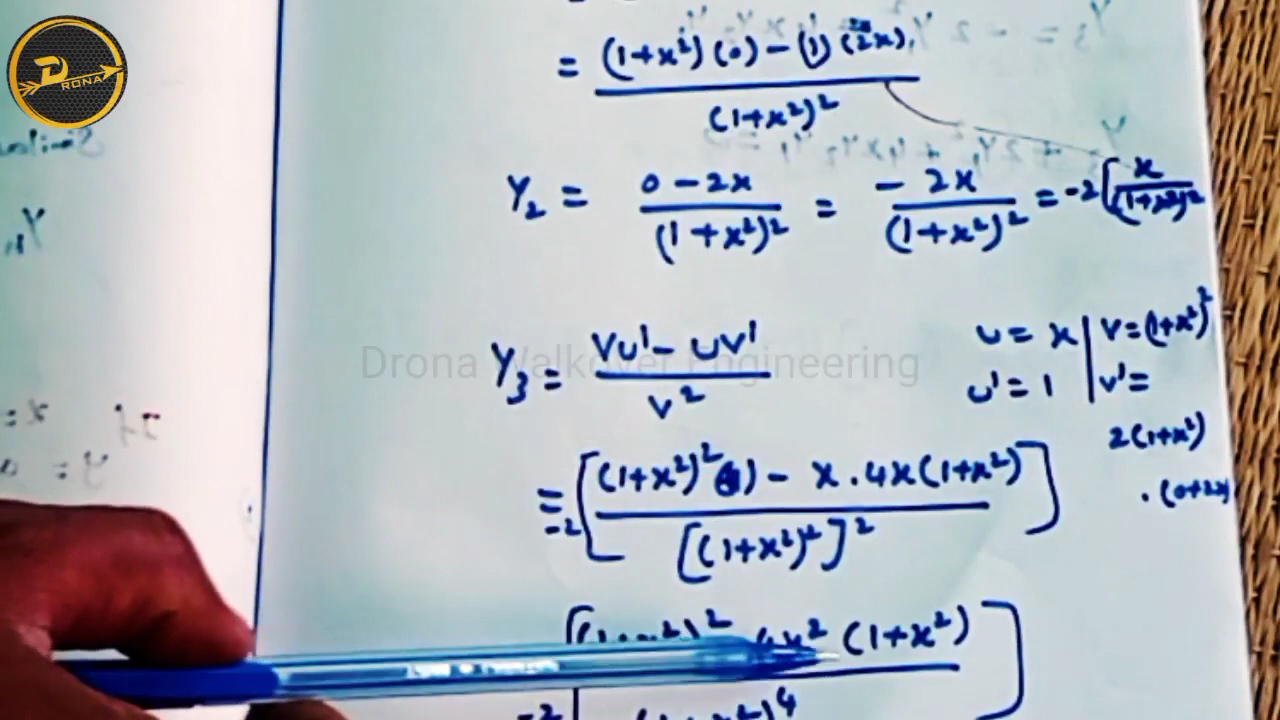 DRONA
= (1+x²) (0) − (1) (2x)
(1+x²)²
Y₂ = 0 − 2x / (1+x²)² = − 2x / (1+x²)² = −2 [ x / (1+x²)²
Drona Walkover Engineering
Y₃ = Vu' − uV' / V²
u = x | V = (1+x²)²
u' = 1 | V' =
2(1+x²)
. (0+2x)
= −2 [ (1+x²)² (1) − x . 4x (1+x²) / [(1+x²)²]² ]
−2 [ 4x² (1+x²) ]